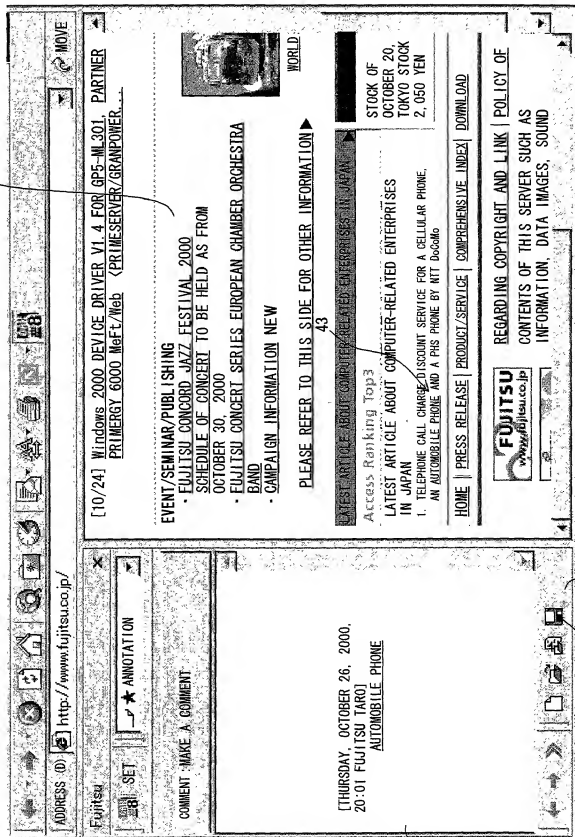 MOVE
ADDRESS (D) http://www.fujitsu.co.jp/
Fujitsu
SET
ANNOTATION
COMMENT :MAKE A COMMENT
[THURSDAY, OCTOBER 26, 2000,
20:01 FUJITSU TARO]
AUTOMOBILE PHONE
[10/24] Windows 2000 DEVICE DRIVER V1.4 FOR GP5-ML301, PARTNER
PRIMERGY 6000 MeFt/Web (PRIMESERVER/GRANPOWER...
EVENT/SEMINAR/PUBLISHING
· FUJITSU CONCORD JAZZ FESTIVAL 2000
SCHEDULE OF CONCERT TO BE HELD AS FROM
OCTOBER 30, 2000
· FUJITSU CONCERT SERIES EUROPEAN CHAMBER ORCHESTRA
BAND
· CAMPAIGN INFORMATION NEW
WORLD
PLEASE REFER TO THIS SIDE FOR OTHER INFORMATION▶
43
LATEST ARTICLE ABOUT COMPUTER-RELATED ENTERPRISES IN JAPAN
Access Ranking Top3
LATEST ARTICLE ABOUT COMPUTER-RELATED ENTERPRISES
IN JAPAN
1. TELEPHONE CALL CHARGE DISCOUNT SERVICE FOR A CELLULAR PHONE,
AN AUTOMOBILE PHONE AND A PHS PHONE BY NTT DoCoMo
STOCK OF
OCTOBER 20,
TOKYO STOCK
2,050 YEN
HOME | PRESS RELEASE | PRODUCT/SERVICE | COMPREHENSIVE INDEX | DOWNLOAD
FUJITSU
www.fujitsu.co.jp
REGARDING COPYRIGHT AND LINK | POLICY OF
CONTENTS OF THIS SERVER SUCH AS
INFORMATION, DATA IMAGES, SOUND